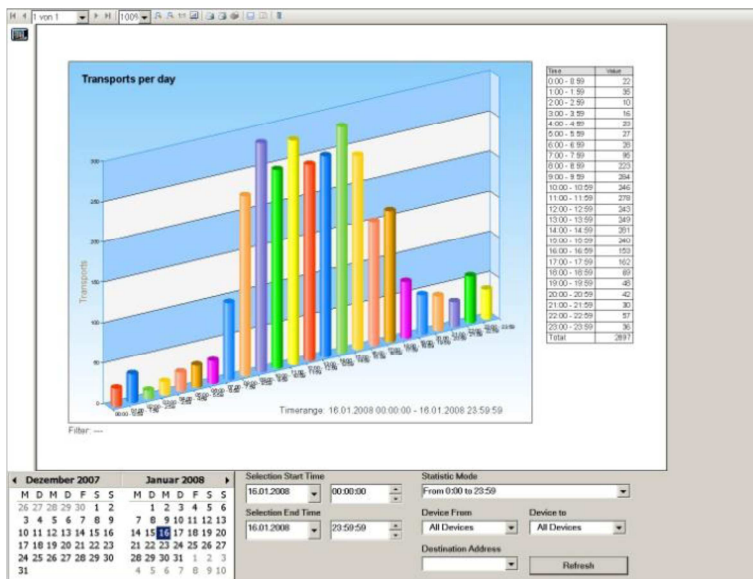 1 von 1
100%
Transports per day
300
250
200
150
100
50
0
Transports
Timerange: 16.01.2008 00:00:00 - 16.01.2008 23:59:59
Filter: ---
Time Value
0:00 - 0:59 22
1:00 - 1:59 35
2:00 - 2:59 10
3:00 - 3:59 16
4:00 - 4:59 23
5:00 - 5:59 27
6:00 - 6:59 28
7:00 - 7:59 95
8:00 - 8:59 223
9:00 - 9:59 284
10:00 - 10:59 246
11:00 - 11:59 278
12:00 - 12:59 243
13:00 - 13:59 249
14:00 - 14:59 281
15:00 - 15:59 240
16:00 - 16:59 153
17:00 - 17:59 162
18:00 - 18:59 69
19:00 - 19:59 48
20:00 - 20:59 42
21:00 - 21:59 30
22:00 - 22:59 57
23:00 - 23:59 36
Total 2897
Dezember 2007
M D M D F S S
26 27 28 29 30 1 2
3 4 5 6 7 8 9
10 11 12 13 14 15 16
17 18 19 20 21 22 23
24 25 26 27 28 29 30
31
Januar 2008
M D M D F S S
1 2 3 4 5 6
7 8 9 10 11 12 13
14 15 16 17 18 19 20
21 22 23 24 25 26 27
28 29 30 31 1 2 3
4 5 6 7 8 9 10
Selection Start Time
16.01.2008 00:00:00
Selection End Time
16.01.2008 23:59:59
Statistic Mode
From 0:00 to 23:59
Device From Device to
All Devices All Devices
Destination Address
Refresh